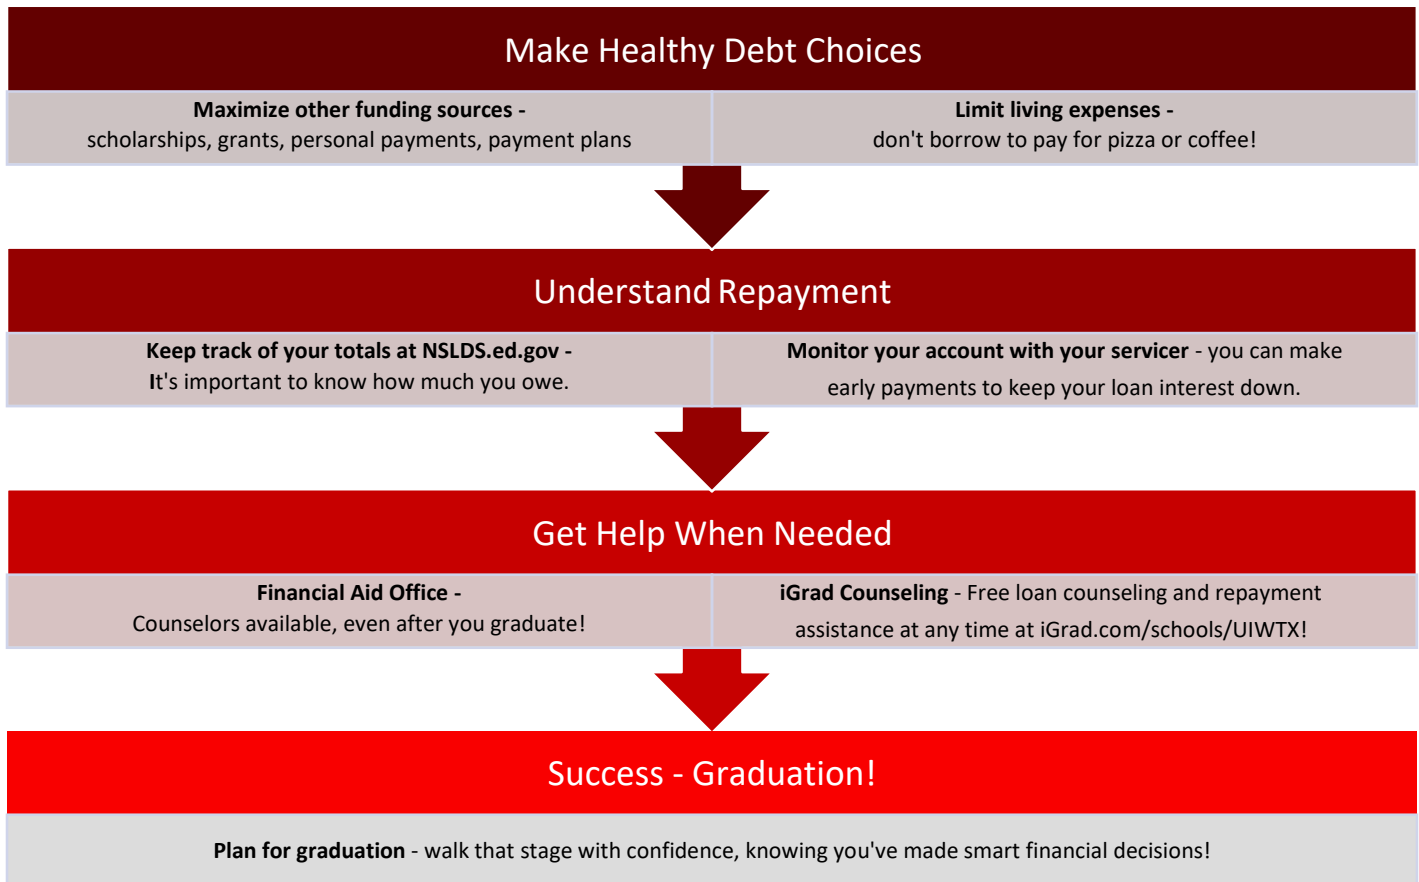 Make Healthy Debt Choices
Maximize other funding sources -
scholarships, grants, personal payments, payment plans
Limit living expenses -
don't borrow to pay for pizza or coffee!
Understand Repayment
Keep track of your totals at NSLDS.ed.gov -
It's important to know how much you owe.
Monitor your account with your servicer - you can make
early payments to keep your loan interest down.
Get Help When Needed
Financial Aid Office -
Counselors available, even after you graduate!
iGrad Counseling - Free loan counseling and repayment
assistance at any time at iGrad.com/schools/UIWTX!
Success - Graduation!
Plan for graduation - walk that stage with confidence, knowing you've made smart financial decisions!